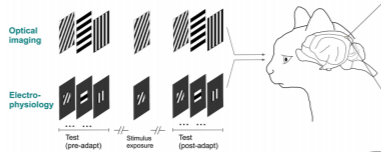 Optical
imaging
Electro-
physiology
... ...
... ...
Test
(pre-adapt)
Stimulus
exposure
Test
(post-adapt)